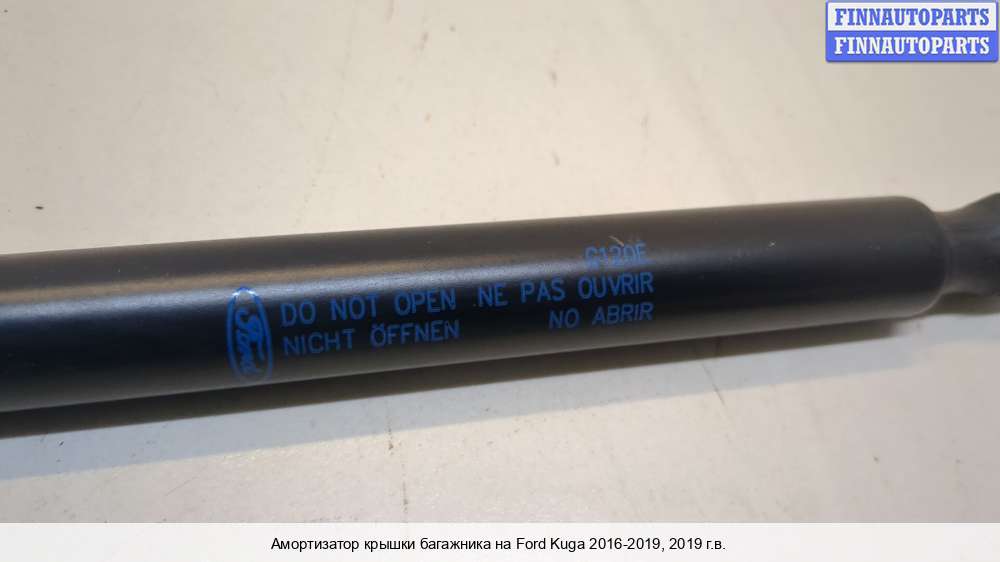 FINNAUTOPARTS
FINNAUTOPARTS
6120E
DO NOT OPEN NE PAS OUVRIR
NICHT ÖFFNEN NO ABRIR
Ford
Амортизатор крышки багажника на Ford Kuga 2016-2019, 2019 г.в.